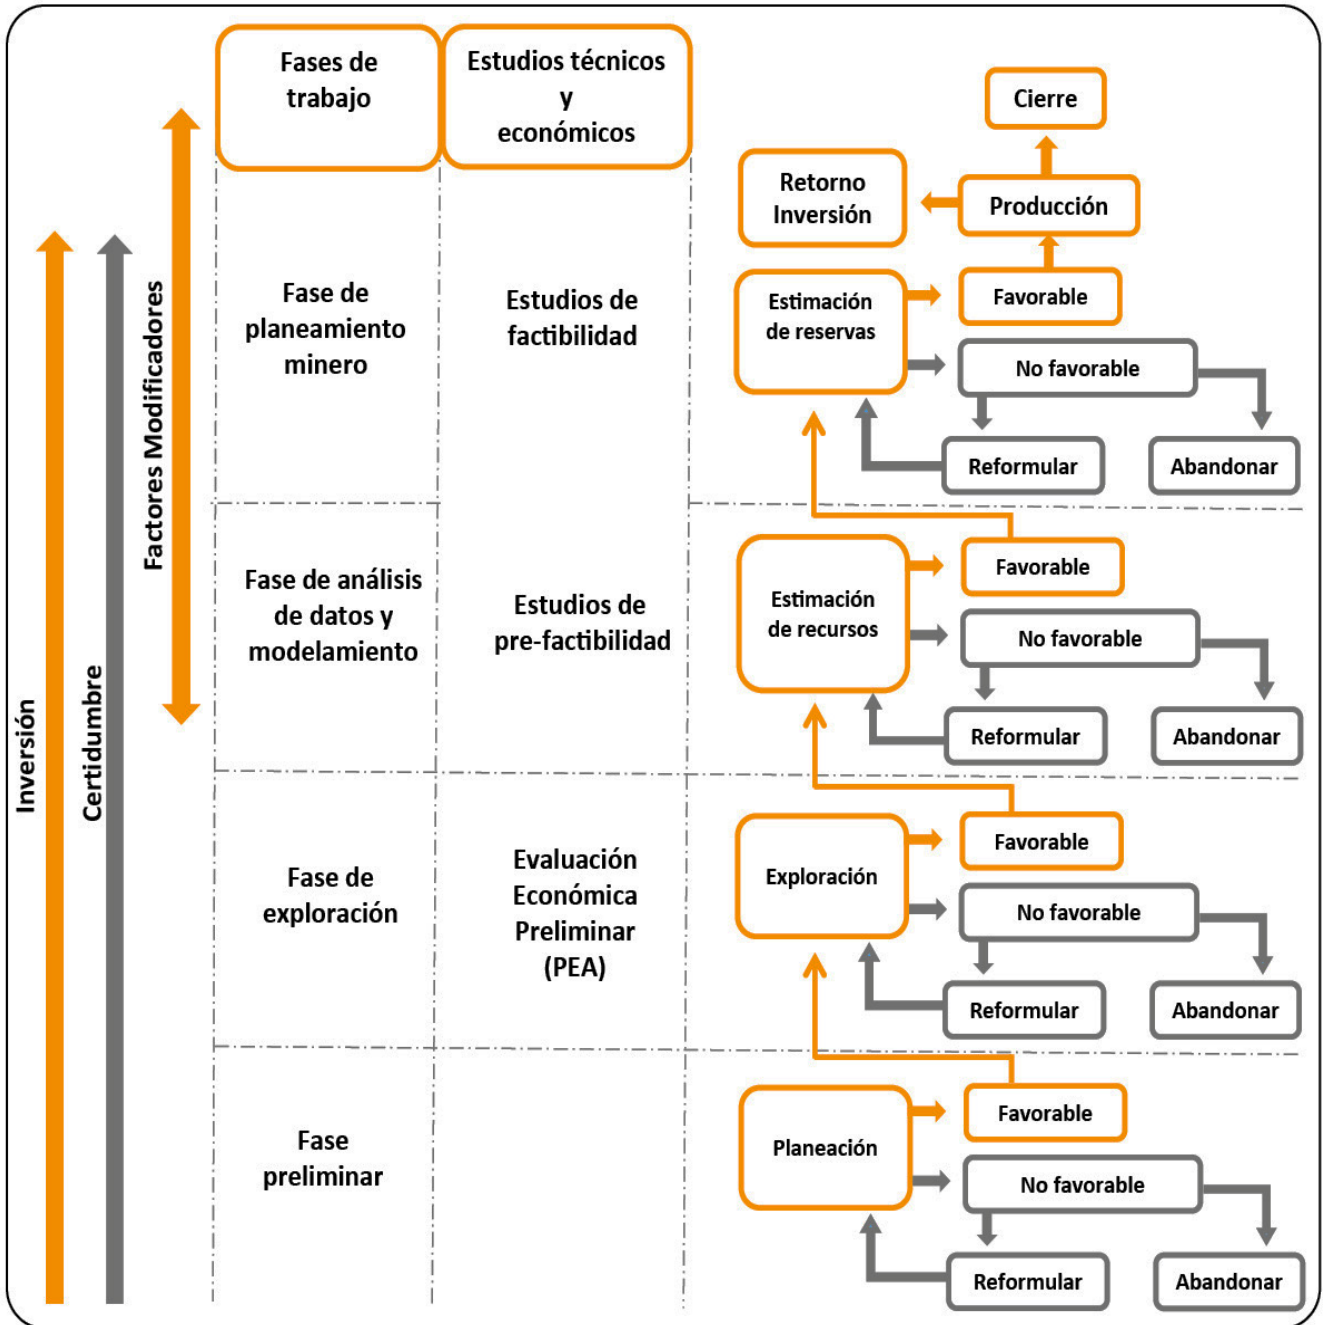 Fases de
trabajo
Estudios técnicos
y
económicos
Cierre
Retorno
Inversión
Producción
Inversión
Certidumbre
Factores Modificadores
Fase de
planeamiento
minero
Estudios de
factibilidad
Estimación
de reservas
Favorable
No favorable
Reformular
Abandonar
Fase de análisis
de datos y
modelamiento
Estudios de
pre-factibilidad
Estimación
de recursos
Favorable
No favorable
Reformular
Abandonar
Fase de
exploración
Evaluación
Económica
Preliminar
(PEA)
Exploración
Favorable
No favorable
Reformular
Abandonar
Fase
preliminar
Planeación
Favorable
No favorable
Reformular
Abandonar